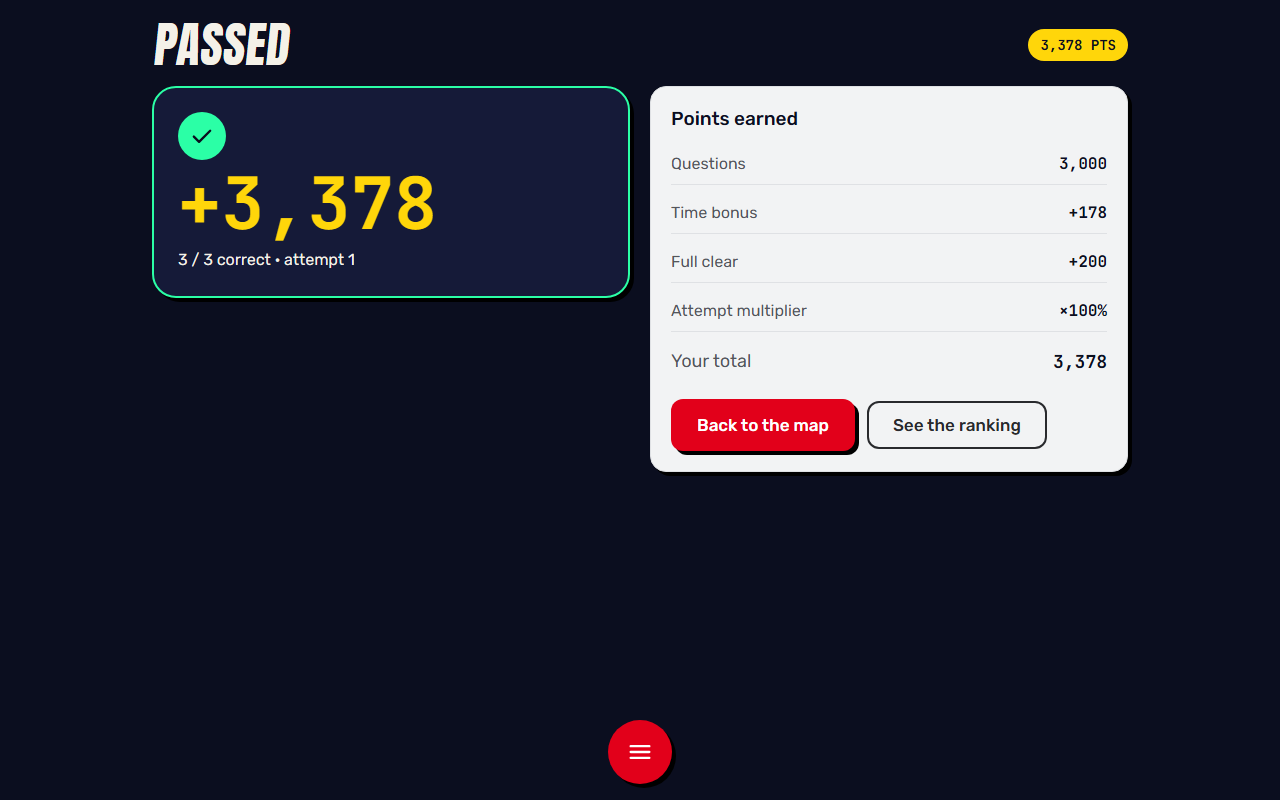 PASSED
3,378 PTS
+3,378
3 / 3 correct • attempt 1
Points earned
Questions 3,000
Time bonus +178
Full clear +200
Attempt multiplier ×100%
Your total 3,378
Back to the map
See the ranking